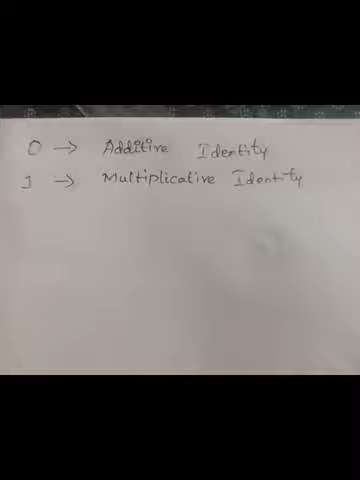 0 → Additive Identity
1 → Multiplicative Identity